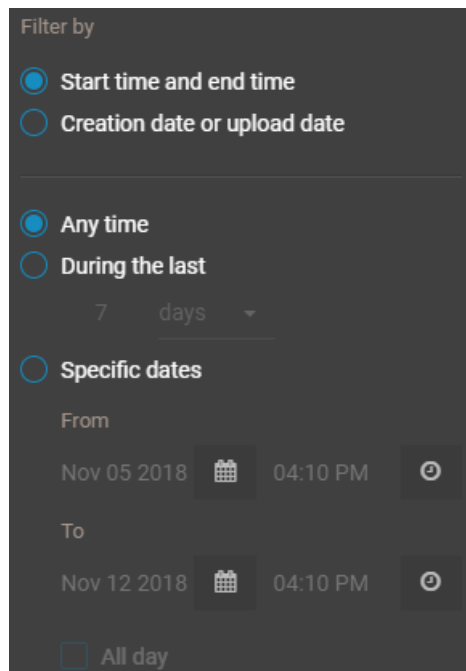 Filter by
Start time and end time
Creation date or upload date
Any time
During the last
7 days
Specific dates
From
Nov 05 2018 04:10 PM
To
Nov 12 2018 04:10 PM
All day